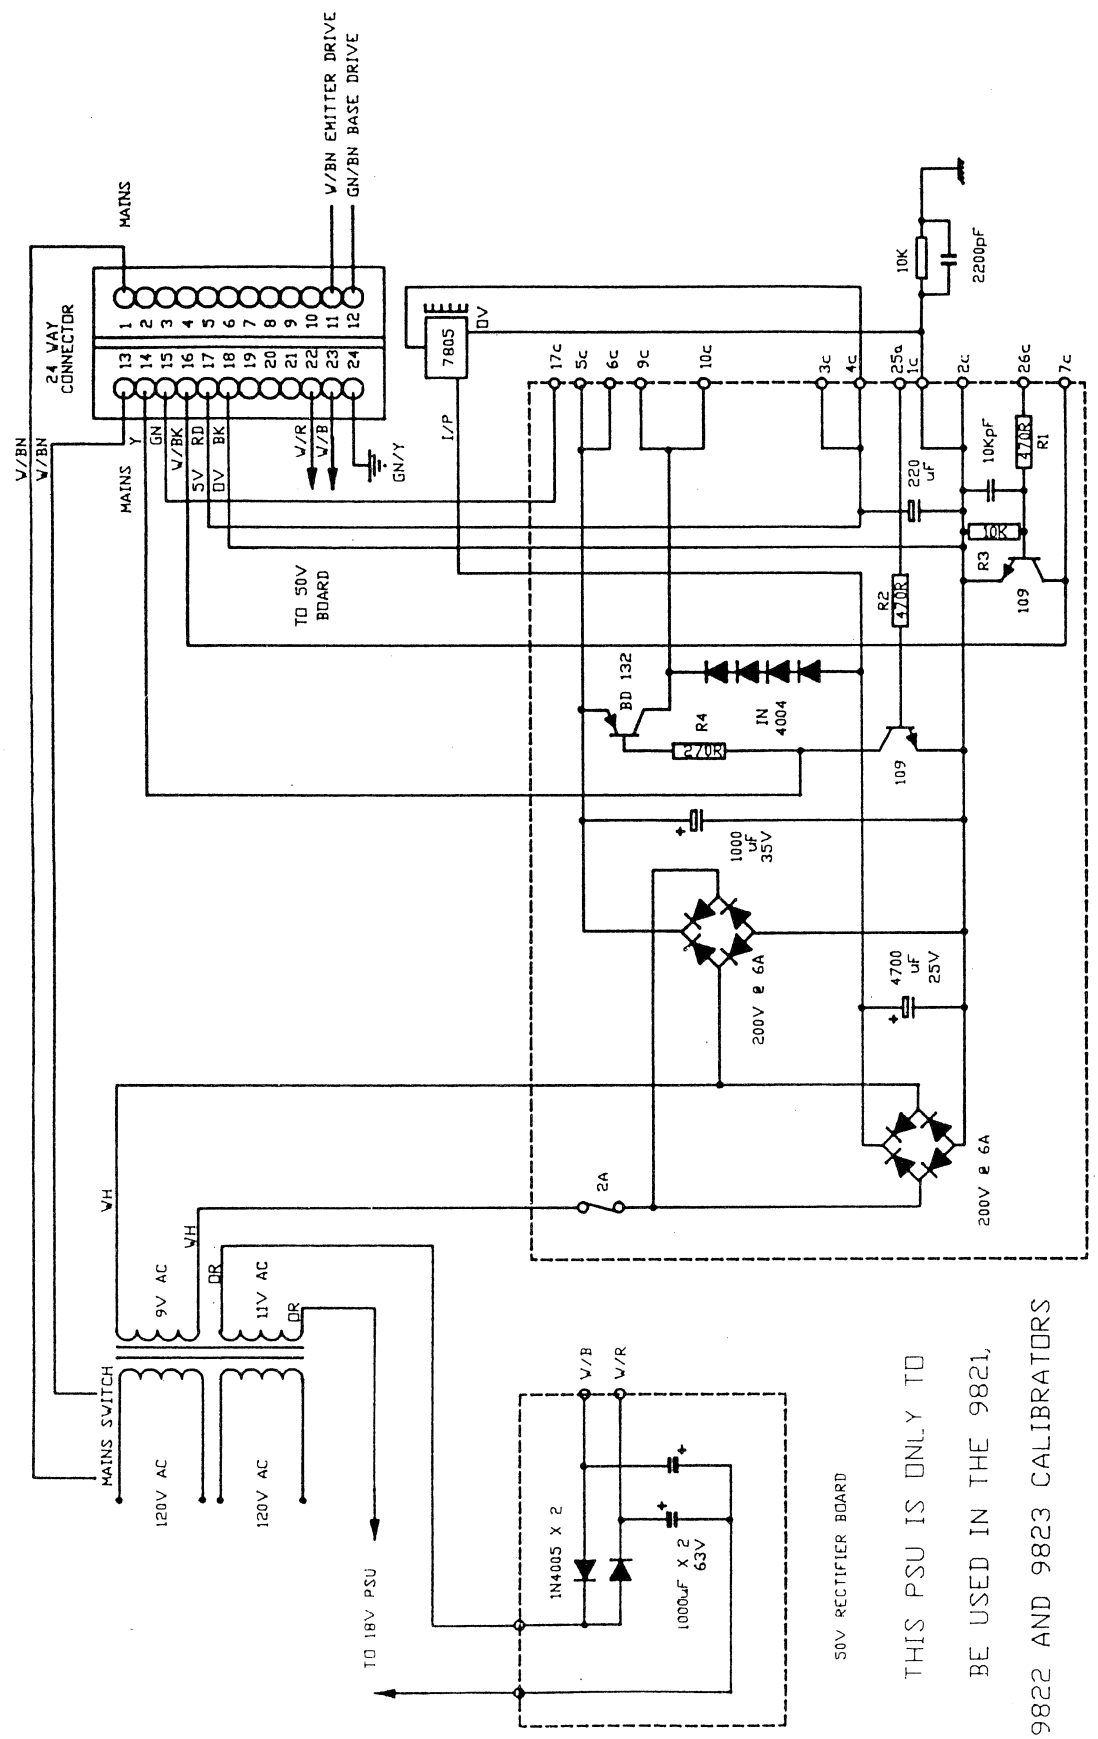 24 WAY
CONNECTOR
MAINS
1
2
3
4
5
6
7
8
9
10
11
12
13
14
15
16
17
18
19
20
21
22
23
24
W/BN EMITTER DRIVE
GN/BN BASE DRIVE
W/BN
W/BN
MAINS
Y
GN
W/BK
5V RD
0V BK
W/R
W/B
GN/Y
TO 50V
BOARD
I/P
7805
0V
17c
5c
6c
9c
10c
3c
4c
25a
1c
2c
26c
7c
10K
2200pF
10KpF
470R
R1
220
uF
10K
R3
109
R2
470R
BD 132
R4
270R
IN
4004
109
1000
uF
35V
200V @ 6A
4700
uF
25V
200V @ 6A
2A
WH
WH
9V AC
OR
11V AC
OR
MAINS SWITCH
120V AC
120V AC
TO 18V PSU
W/B
W/R
1N4005 X 2
1000uF X 2
63V
50V RECTIFIER BOARD
THIS PSU IS ONLY TO
BE USED IN THE 9821,
9822 AND 9823 CALIBRATORS